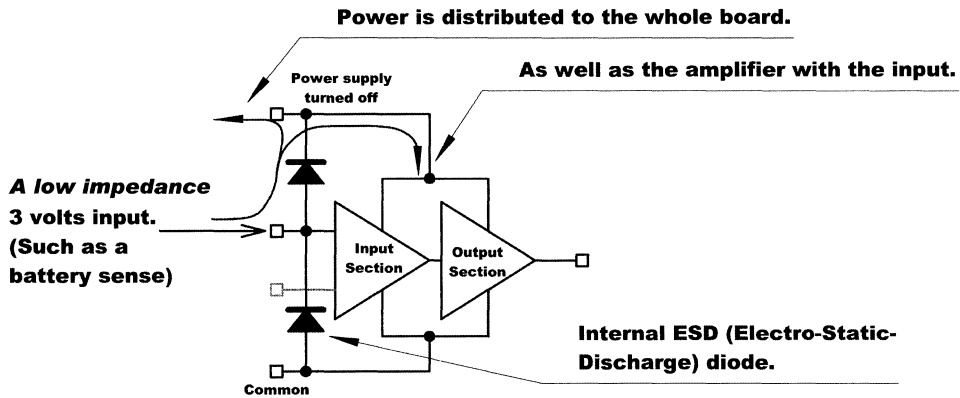 Power is distributed to the whole board.
As well as the amplifier with the input.
Power supply
turned off
A low impedance
3 volts input.
(Such as a
battery sense)
Input
Section
Output
Section
Internal ESD (Electro-Static-
Discharge) diode.
Common